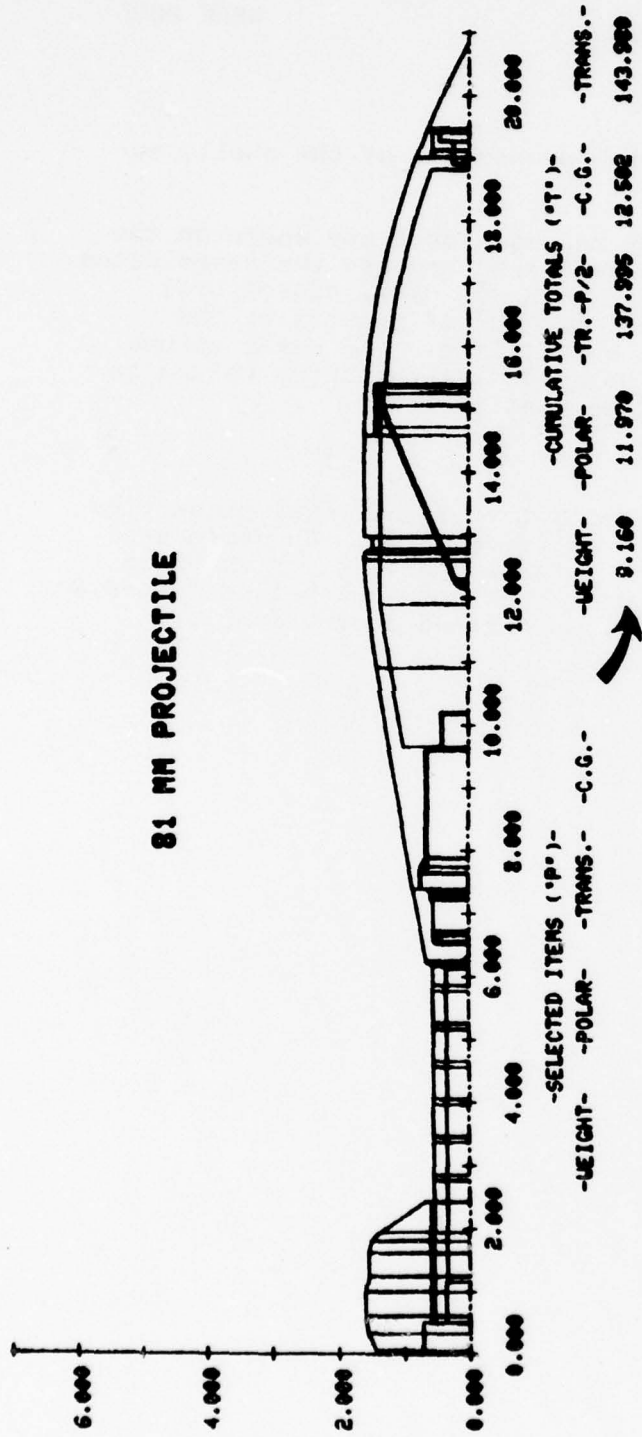 81 MM PROJECTILE
6.000
4.000
2.000
0.000
0.000 2.000 4.000 6.000 8.000 10.000 12.000 14.000 16.000 18.000 20.000
-SELECTED ITEMS ('P')- -CUMULATIVE TOTALS ('T')-
-WEIGHT- -POLAR- -TRANS.- -C.G.- -WEIGHT- -POLAR- -TR.-P/2- -C.G.- -TRANS.-
9.160 11.970 137.995 12.502 143.980